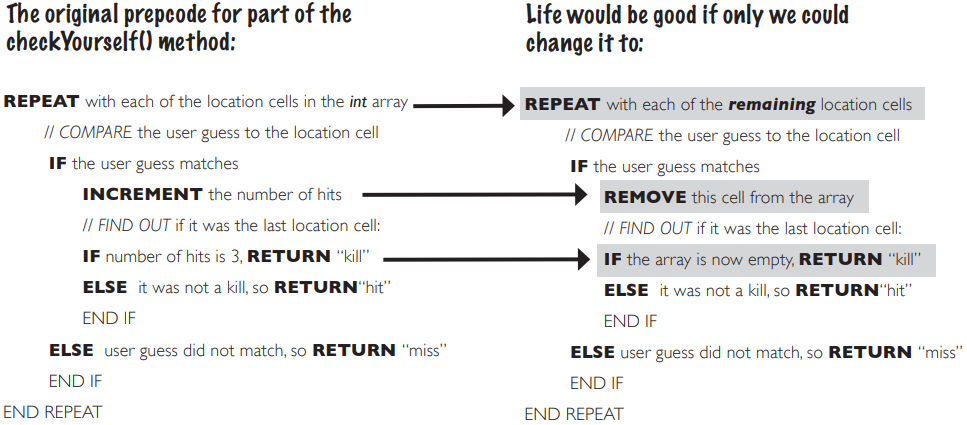 The original prepcode for part of the
checkYourself() method:
REPEAT with each of the location cells in the int array
// COMPARE the user guess to the location cell
IF the user guess matches
INCREMENT the number of hits
// FIND OUT if it was the last location cell:
IF number of hits is 3, RETURN “kill”
ELSE it was not a kill, so RETURN“hit”
END IF
ELSE user guess did not match, so RETURN “miss”
END IF
END REPEAT
Life would be good if only we could
change it to:
REPEAT with each of the remaining location cells
// COMPARE the user guess to the location cell
IF the user guess matches
REMOVE this cell from the array
// FIND OUT if it was the last location cell:
IF the array is now empty, RETURN “kill”
ELSE it was not a kill, so RETURN“hit”
END IF
ELSE user guess did not match, so RETURN “miss”
END IF
END REPEAT